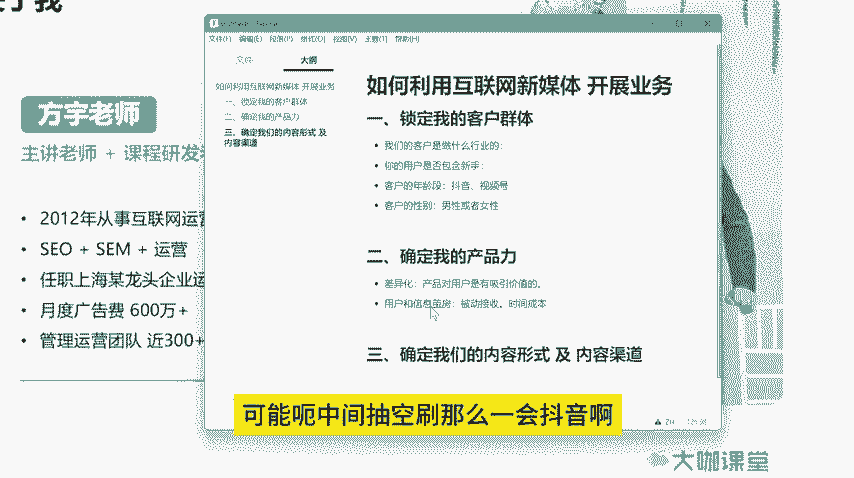 方宇老师
主讲老师 + 课程研发
• 2012年从事互联网运营
• SEO + SEM + 运营
• 任职上海某龙头企业运
• 月度广告费 600万+
• 管理运营团队 近300+
文件(F) 编辑(E) 段落(P) 格式(O) 视图(V) 主题(T) 帮助(H)
大纲
如何利用互联网新媒体 开展业务
一、锁定我的客户群体
二、确定我的产品力
三、确定我们的内容形式 及
内容渠道
如何利用互联网新媒体 开展业务
一、锁定我的客户群体
• 我们的客户是做什么行业的:
• 你的用户是否包含新手:
• 客户的年龄段: 抖音、视频号
• 客户的性别: 男性或者女性
二、确定我的产品力
• 差异化: 产品对用户是有吸引价值的。
• 用户和信息茧房: 被动接收。时间成本
三、确定我们的内容形式 及 内容渠道
可能呃中间抽空刷那么一会抖音啊
大咖课堂